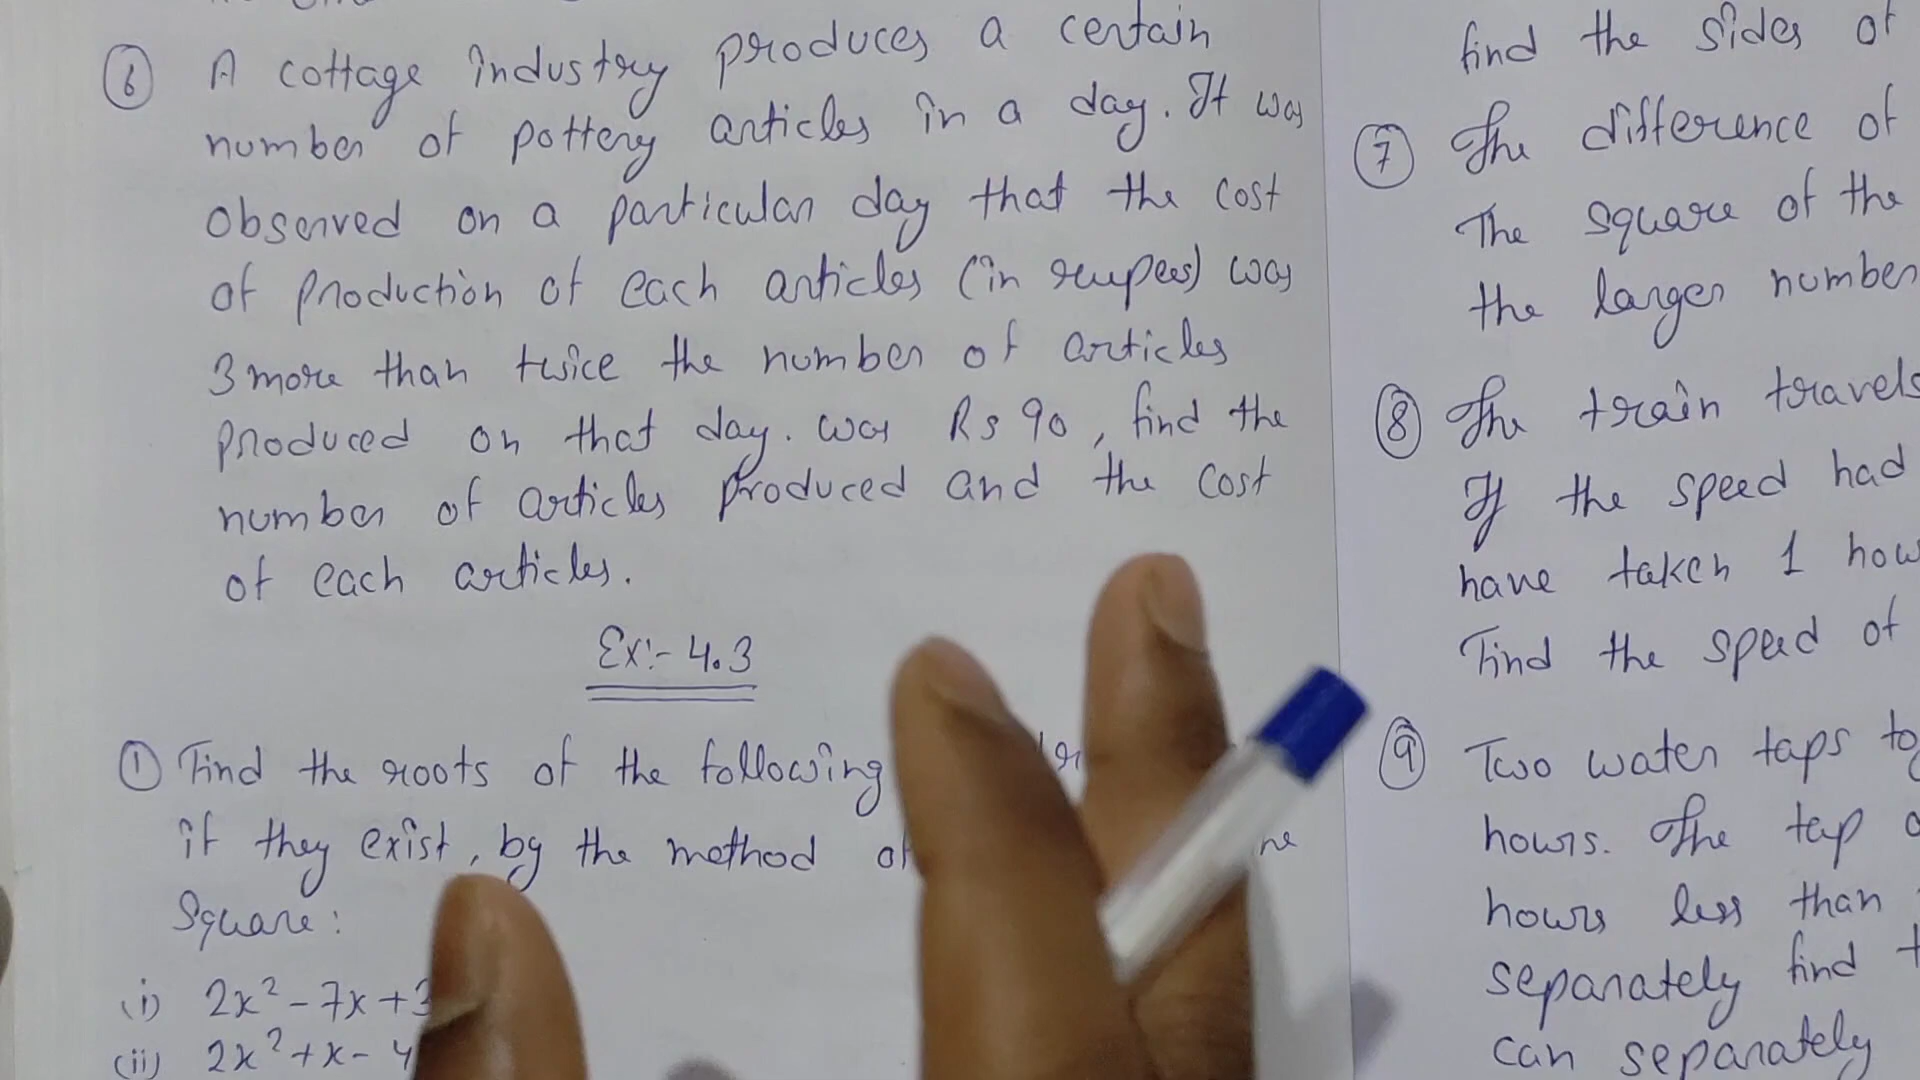 ⑥ A cottage industry produces a certain
number of pottery articles in a day. It was
observed on a particular day that the cost
of production of each articles (in rupees) was
3 more than twice the number of articles
produced on that day. was Rs 90, find the
number of articles produced and the cost
of each articles.
Ex:- 4.3
① Find the roots of the following
if they exist, by the method of
Square:
(i) 2x² - 7x + 3
(ii) 2x² + x - 4
find the sides of
⑦ The difference of
The square of the
the larger number
⑧ The train travels
If the speed had
have taken 1 hour
Find the speed of
⑨ Two water taps
hours. The tap
hours less than
separately find
can separately